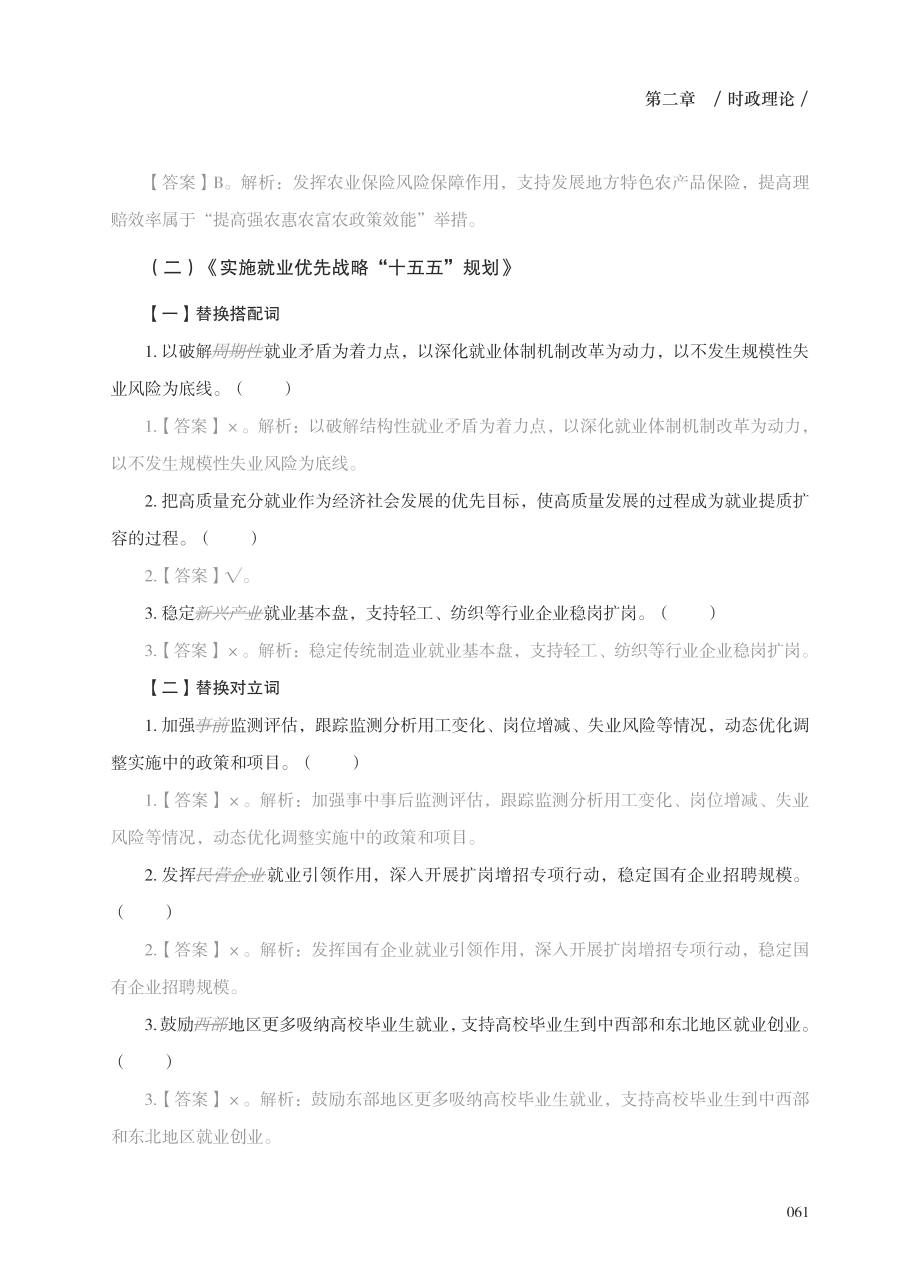 第二章 / 时政理论 /
【答案】B。解析：发挥农业保险风险保障作用，支持发展地方特色农产品保险，提高理
赔效率属于“提高强农惠农富农政策效能”举措。
（二）《实施就业优先战略“十五五”规划》
【一】替换搭配词
1. 以破解周期性就业矛盾为着力点，以深化就业体制机制改革为动力，以不发生规模性失
业风险为底线。（　　）
1.【答案】×。解析：以破解结构性就业矛盾为着力点，以深化就业体制机制改革为动力，
以不发生规模性失业风险为底线。
2. 把高质量充分就业作为经济社会发展的优先目标，使高质量发展的过程成为就业提质扩
容的过程。（　　）
2.【答案】√。
3. 稳定新兴产业就业基本盘，支持轻工、纺织等行业企业稳岗扩岗。（　　）
3.【答案】×。解析：稳定传统制造业就业基本盘，支持轻工、纺织等行业企业稳岗扩岗。
【二】替换对立词
1. 加强事前监测评估，跟踪监测分析用工变化、岗位增减、失业风险等情况，动态优化调
整实施中的政策和项目。（　　）
1.【答案】×。解析：加强事中事后监测评估，跟踪监测分析用工变化、岗位增减、失业
风险等情况，动态优化调整实施中的政策和项目。
2. 发挥民营企业就业引领作用，深入开展扩岗增招专项行动，稳定国有企业招聘规模。
（　　）
2.【答案】×。解析：发挥国有企业就业引领作用，深入开展扩岗增招专项行动，稳定国
有企业招聘规模。
3. 鼓励西部地区更多吸纳高校毕业生就业，支持高校毕业生到中西部和东北地区就业创业。
（　　）
3.【答案】×。解析：鼓励东部地区更多吸纳高校毕业生就业，支持高校毕业生到中西部
和东北地区就业创业。
061